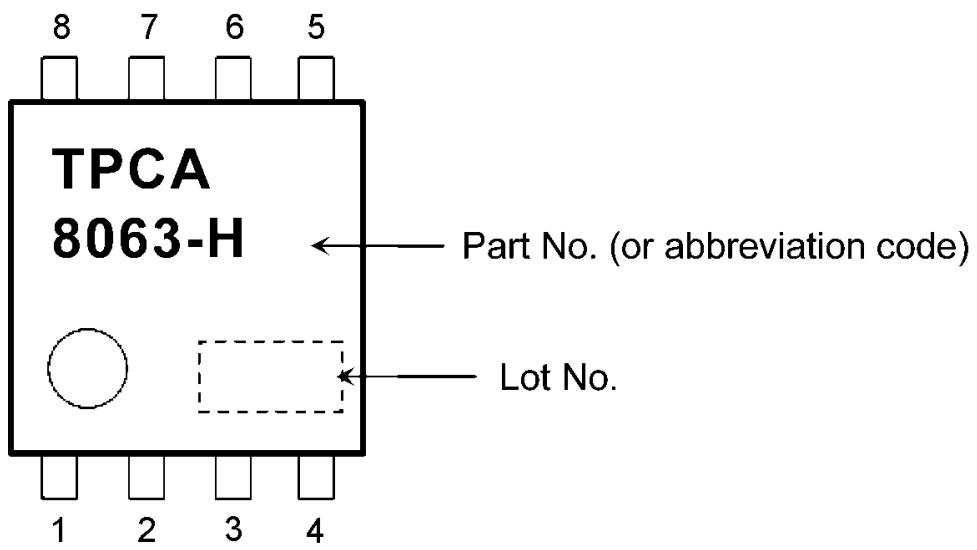 8 7 6 5
TPCA
8063-H
Part No. (or abbreviation code)
Lot No.
1 2 3 4